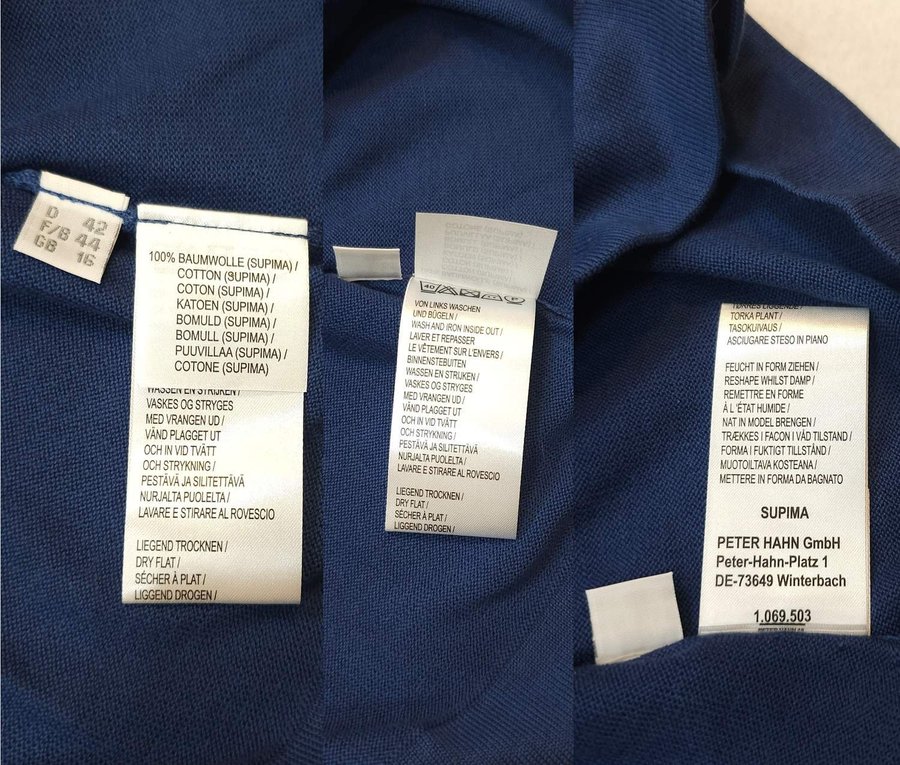 D 42
F/B 44
GB 16
100% BAUMWOLLE (SUPIMA) /
COTTON (SUPIMA) /
COTON (SUPIMA) /
KATOEN (SUPIMA) /
BOMULD (SUPIMA) /
BOMULL (SUPIMA) /
PUUVILLAA (SUPIMA) /
COTONE (SUPIMA) /
WASSEN EN STRIJKEN /
VASKES OG STRYGES
MED VRANGEN UD /
VÄND PLAGGET UT
OCH IN VID TVÄTT
OCH STRYKNING /
PESTÄVÄ JA SILITETTÄVÄ
NURJALTA PUOLELTA /
LAVARE E STIRARE AL ROVESCIO
LIEGEND TROCKNEN /
DRY FLAT /
SÉCHER À PLAT /
LIGGEND DROGEN /
40 P
VON LINKS WASCHEN
UND BÜGELN /
WASH AND IRON INSIDE OUT /
LAVER ET REPASSER
LE VÊTEMENT SUR L'ENVERS /
BINNENSTEBUITEN
WASSEN EN STRIJKEN /
VASKES OG STRYGES
MED VRANGEN UD /
VÄND PLAGGET UT
OCH IN VID TVÄTT
OCH STRYKNING /
PESTÄVÄ JA SILITETTÄVÄ
NURJALTA PUOLELTA /
LAVARE E STIRARE AL ROVESCIO
LIEGEND TROCKNEN /
DRY FLAT /
SÉCHER À PLAT /
LIGGEND DROGEN /
TØRRES LIGGENDE /
TORKA PLANT /
TASOKUIVAUS /
ASCIUGARE STESO IN PIANO
FEUCHT IN FORM ZIEHEN /
RESHAPE WHILST DAMP /
REMETTRE EN FORME
À L'ÉTAT HUMIDE /
NAT IN MODEL BRENGEN /
TRÆKKES I FACON I VÅD TILSTAND /
FORMA I FUKTIGT TILLSTÅND /
MUOTOILTAVA KOSTEANA /
METTERE IN FORMA DA BAGNATO
SUPIMA
PETER HAHN GmbH
Peter-Hahn-Platz 1
DE-73649 Winterbach
1.069.503